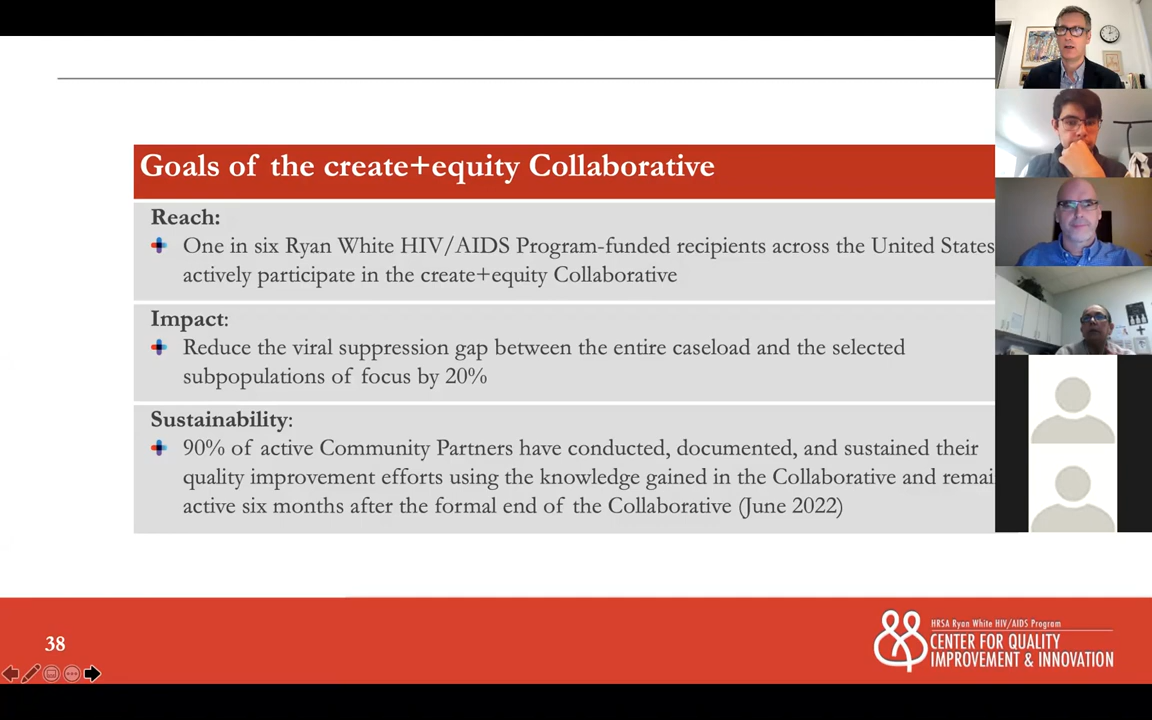 Goals of the create+equity Collaborative
Reach:
One in six Ryan White HIV/AIDS Program-funded recipients across the United States
actively participate in the create+equity Collaborative
Impact:
Reduce the viral suppression gap between the entire caseload and the selected
subpopulations of focus by 20%
Sustainability:
90% of active Community Partners have conducted, documented, and sustained their
quality improvement efforts using the knowledge gained in the Collaborative and remai
active six months after the formal end of the Collaborative (June 2022)
38
HRSA Ryan White HIV/AIDS Program
CENTER FOR QUALITY
IMPROVEMENT & INNOVATION